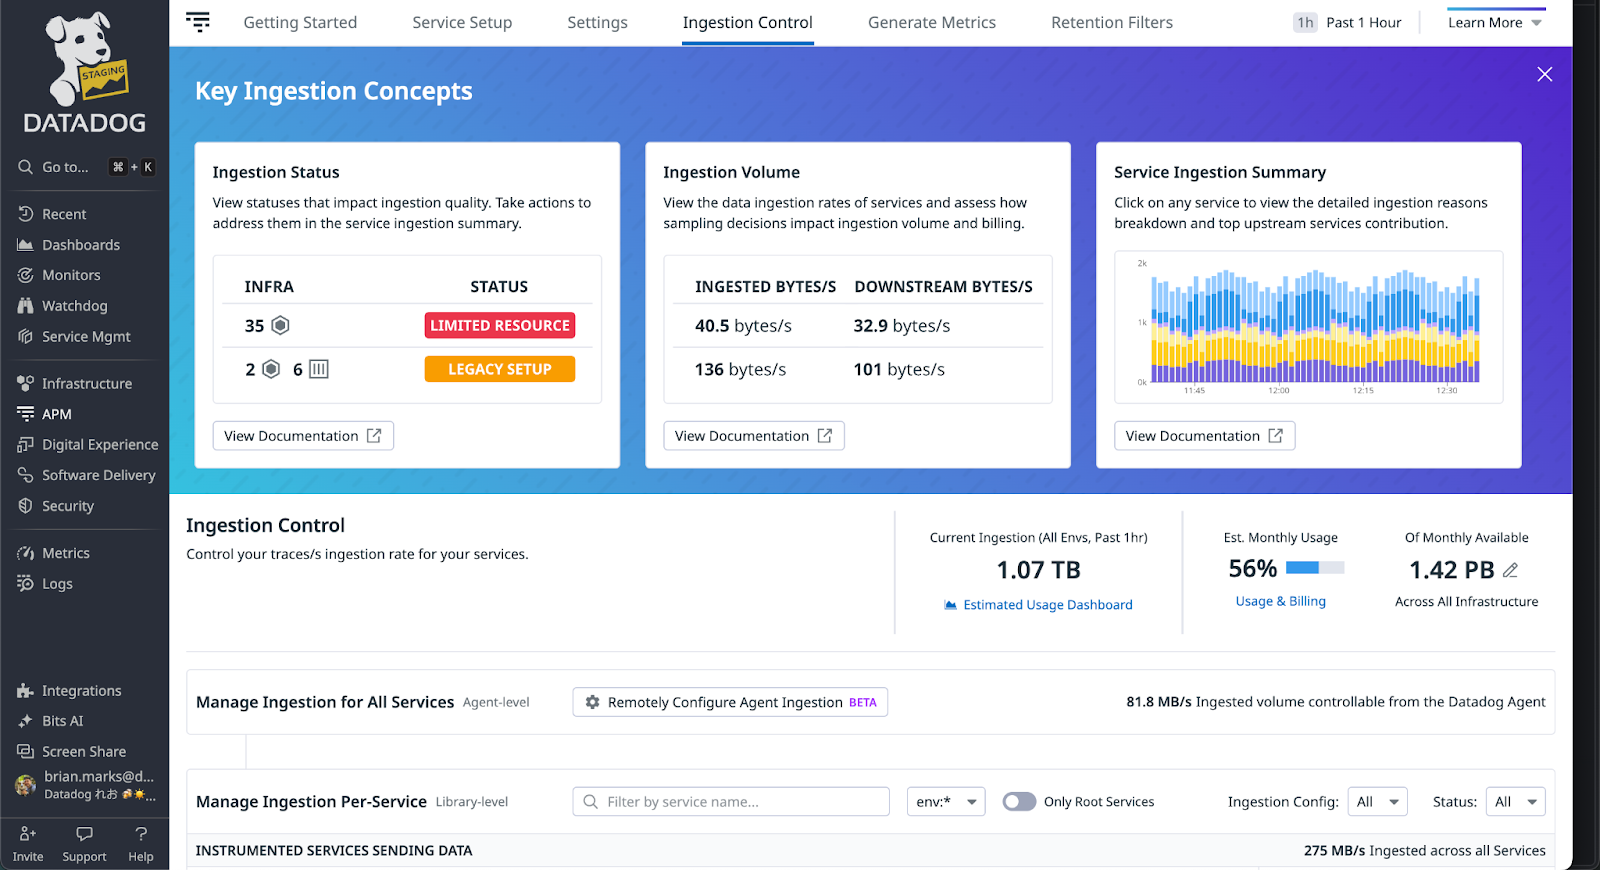 STAGING
DATADOG
Go to... ⌘ + K
Recent
Dashboards
Monitors
Watchdog
Service Mgmt
Infrastructure
APM
Digital Experience
Software Delivery
Security
Metrics
Logs
Integrations
Bits AI
Screen Share
brian.marks@d...
Datadog れお 🍻☀️...
Invite Support Help
Getting Started Service Setup Settings Ingestion Control Generate Metrics Retention Filters 1h Past 1 Hour Learn More
Key Ingestion Concepts
Ingestion Status
View statuses that impact ingestion quality. Take actions to
address them in the service ingestion summary.
INFRA STATUS
35 LIMITED RESOURCE
2 6 LEGACY SETUP
View Documentation
Ingestion Volume
View the data ingestion rates of services and assess how
sampling decisions impact ingestion volume and billing.
INGESTED BYTES/S DOWNSTREAM BYTES/S
40.5 bytes/s 32.9 bytes/s
136 bytes/s 101 bytes/s
View Documentation
Service Ingestion Summary
Click on any service to view the detailed ingestion reasons
breakdown and top upstream services contribution.
2k
1k
0k
11:45 12:00 12:15 12:30
View Documentation
Ingestion Control
Control your traces/s ingestion rate for your services.
Current Ingestion (All Envs, Past 1hr)
1.07 TB
Estimated Usage Dashboard
Est. Monthly Usage
56%
Usage & Billing
Of Monthly Available
1.42 PB
Across All Infrastructure
Manage Ingestion for All Services Agent-level Remotely Configure Agent Ingestion BETA 81.8 MB/s Ingested volume controllable from the Datadog Agent
Manage Ingestion Per-Service Library-level Filter by service name... env:* Only Root Services Ingestion Config: All Status: All
INSTRUMENTED SERVICES SENDING DATA 275 MB/s Ingested across all Services